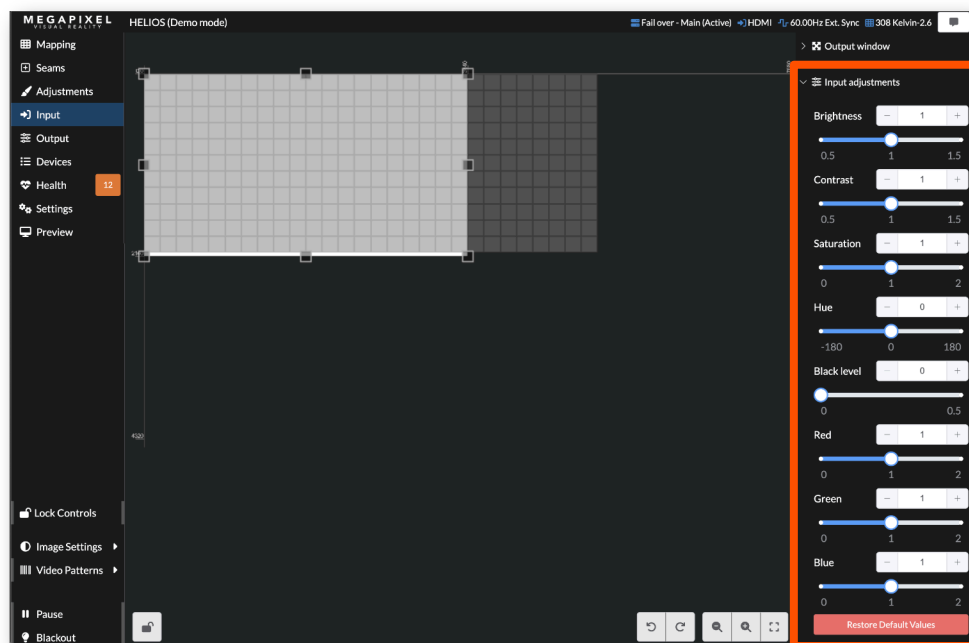 MEGAPIXEL
VISUAL REALITY
HELIOS (Demo mode)
Fail over - Main (Active)
HDMI
60.00Hz Ext. Sync
308 Kelvin-2.6
Mapping
Seams
Adjustments
Input
Output
Devices
Health
12
Settings
Preview
Lock Controls
Image Settings
Video Patterns
Pause
Blackout
Output window
Input adjustments
Brightness
− 1 +
0.5 1 1.5
Contrast
− 1 +
0.5 1 1.5
Saturation
− 1 +
0 1 2
Hue
− 0 +
-180 0 180
Black level
− 0 +
0 0.5
Red
− 1 +
0 1 2
Green
− 1 +
0 1 2
Blue
− 1 +
0 1 2
Restore Default Values